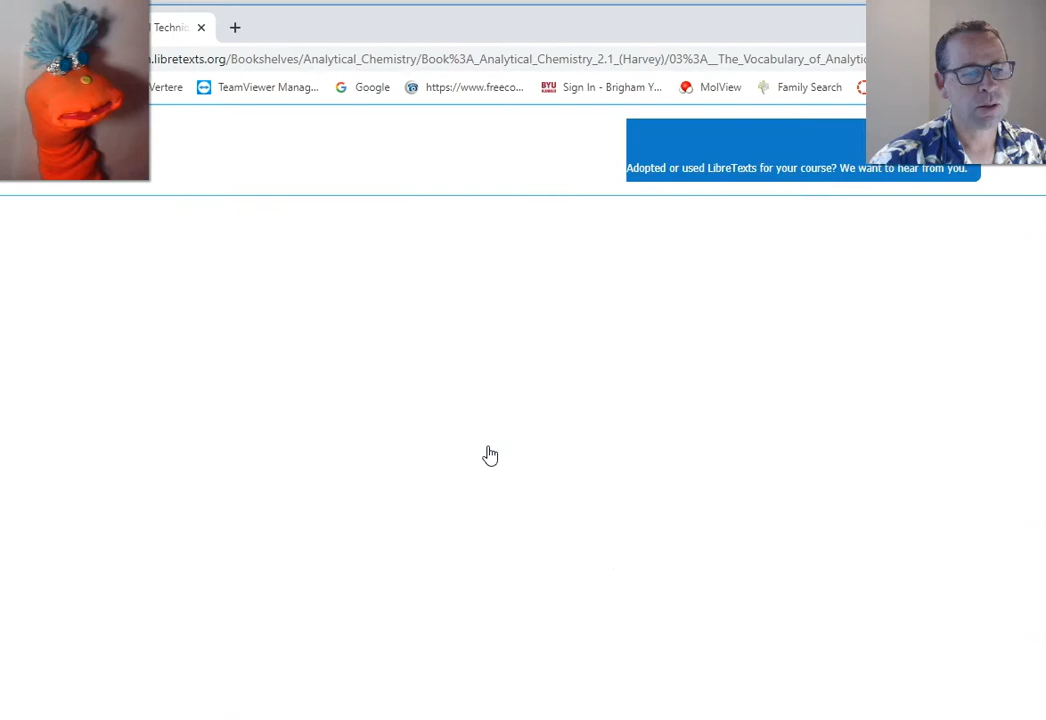 l Technic
.libretexts.org/Bookshelves/Analytical_Chemistry/Book%3A_Analytical_Chemistry_2.1_(Harvey)/03%3A__The_Vocabulary_of_Analytic
Vertere TeamViewer Manag... Google https://www.freeco... BYU Sign In - Brigham Y... MolView Family Search
Adopted or used LibreTexts for your course? We want to hear from you.